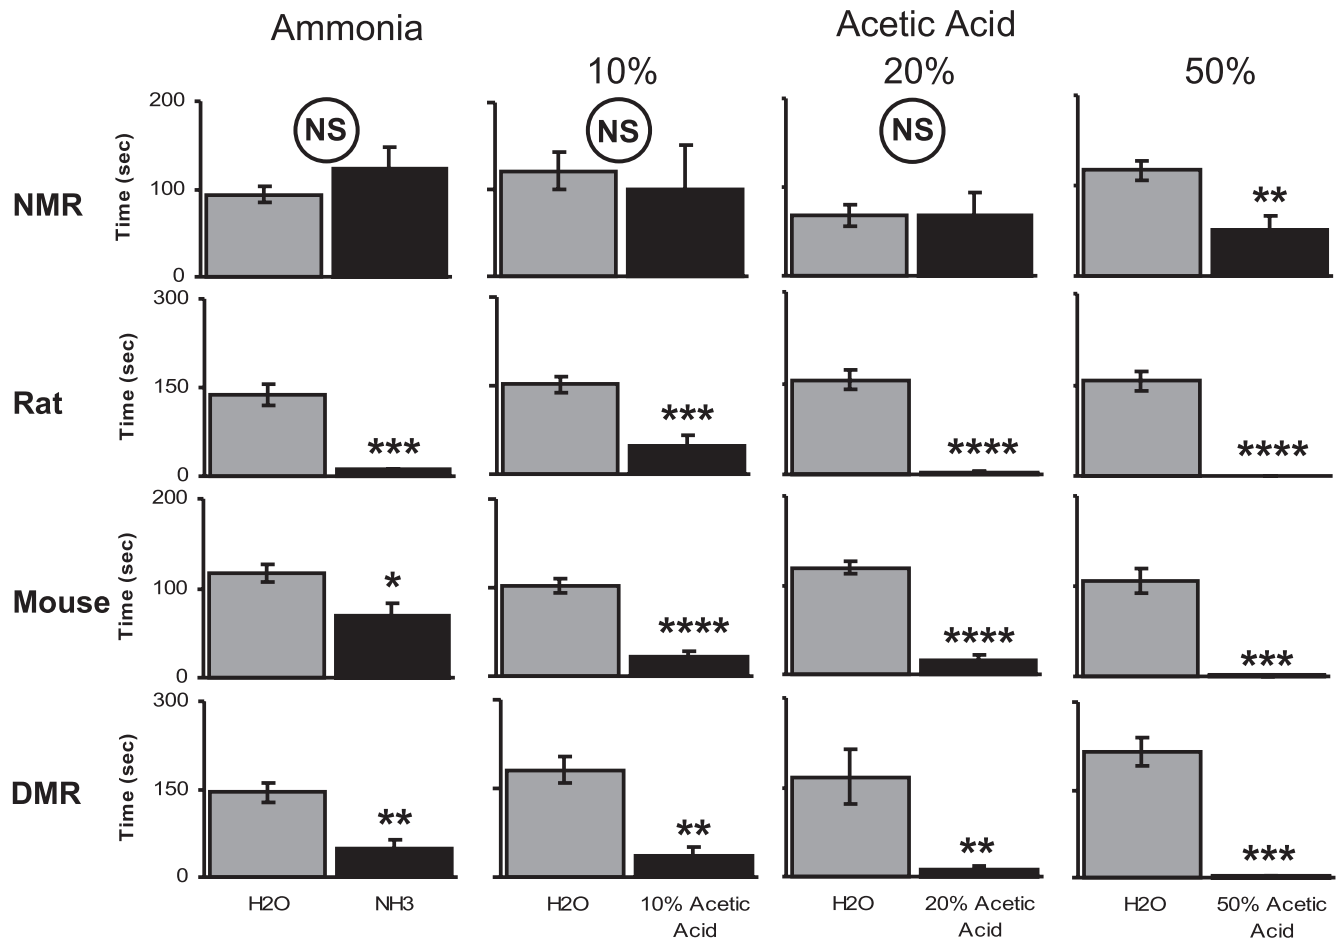 Ammonia
Acetic Acid
10%
20%
50%
NMR
Time (sec)
200
100
0
NS
NS
NS
**
Rat
Time (sec)
300
150
0
***
***
****
****
Mouse
Time (sec)
200
100
0
*
****
****
***
DMR
Time (sec)
300
150
0
**
**
**
***
H2O
NH3
H2O
10% Acetic
Acid
H2O
20% Acetic
Acid
H2O
50% Acetic
Acid